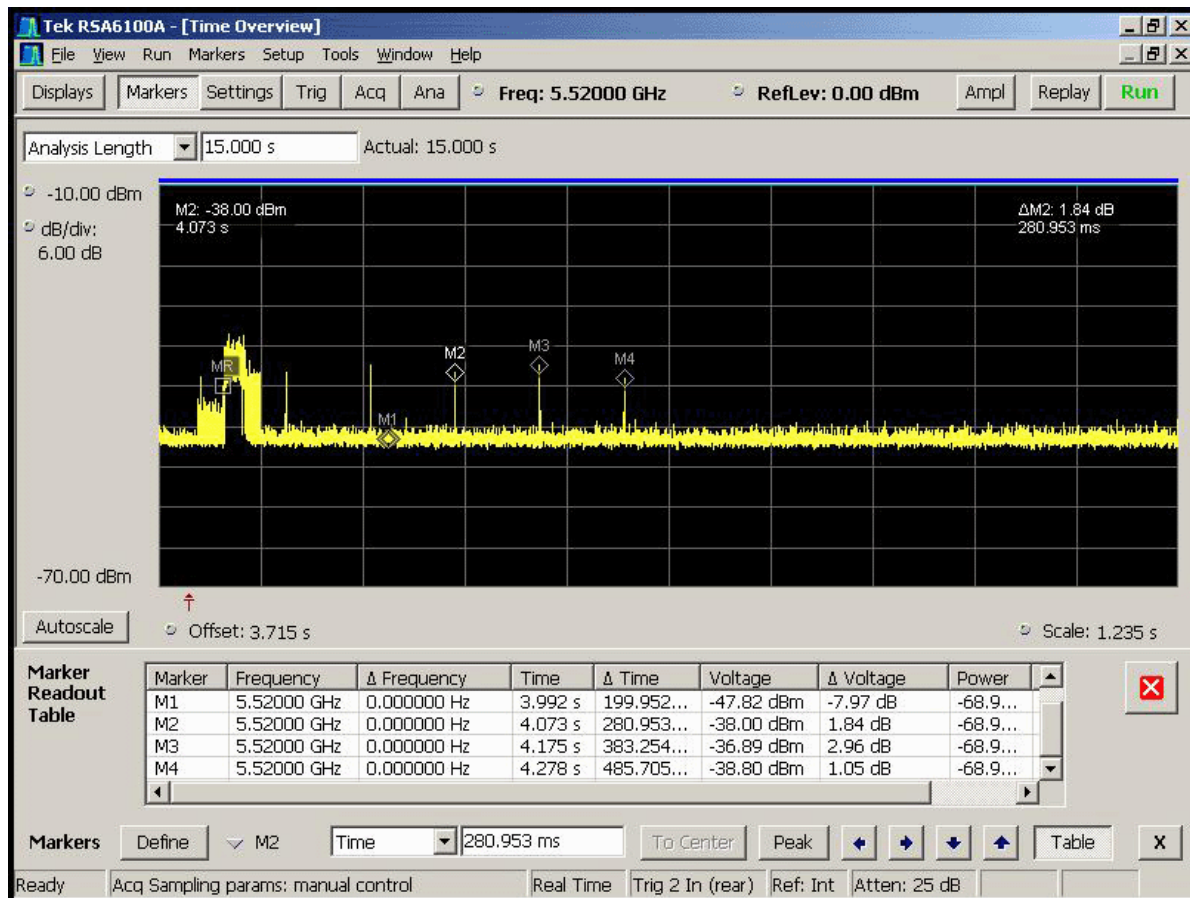 Tek RSA6100A - [Time Overview]
File View Run Markers Setup Tools Window Help
Displays Markers Settings Trig Acq Ana Freq: 5.52000 GHz RefLev: 0.00 dBm Ampl Replay Run
Analysis Length 15.000 s Actual: 15.000 s
-10.00 dBm
dB/div:
6.00 dB
M2: -38.00 dBm
4.073 s
ΔM2: 1.84 dB
280.953 ms
MR
M1
M2
M3
M4
-70.00 dBm
Autoscale Offset: 3.715 s Scale: 1.235 s
Marker Readout Table
Marker Frequency Δ Frequency Time Δ Time Voltage Δ Voltage Power
M1 5.52000 GHz 0.000000 Hz 3.992 s 199.952... -47.82 dBm -7.97 dB -68.9...
M2 5.52000 GHz 0.000000 Hz 4.073 s 280.953... -38.00 dBm 1.84 dB -68.9...
M3 5.52000 GHz 0.000000 Hz 4.175 s 383.254... -36.89 dBm 2.96 dB -68.9...
M4 5.52000 GHz 0.000000 Hz 4.278 s 485.705... -38.80 dBm 1.05 dB -68.9...
Markers Define M2 Time 280.953 ms To Center Peak Table X
Ready Acq Sampling params: manual control Real Time Trig 2 In (rear) Ref: Int Atten: 25 dB